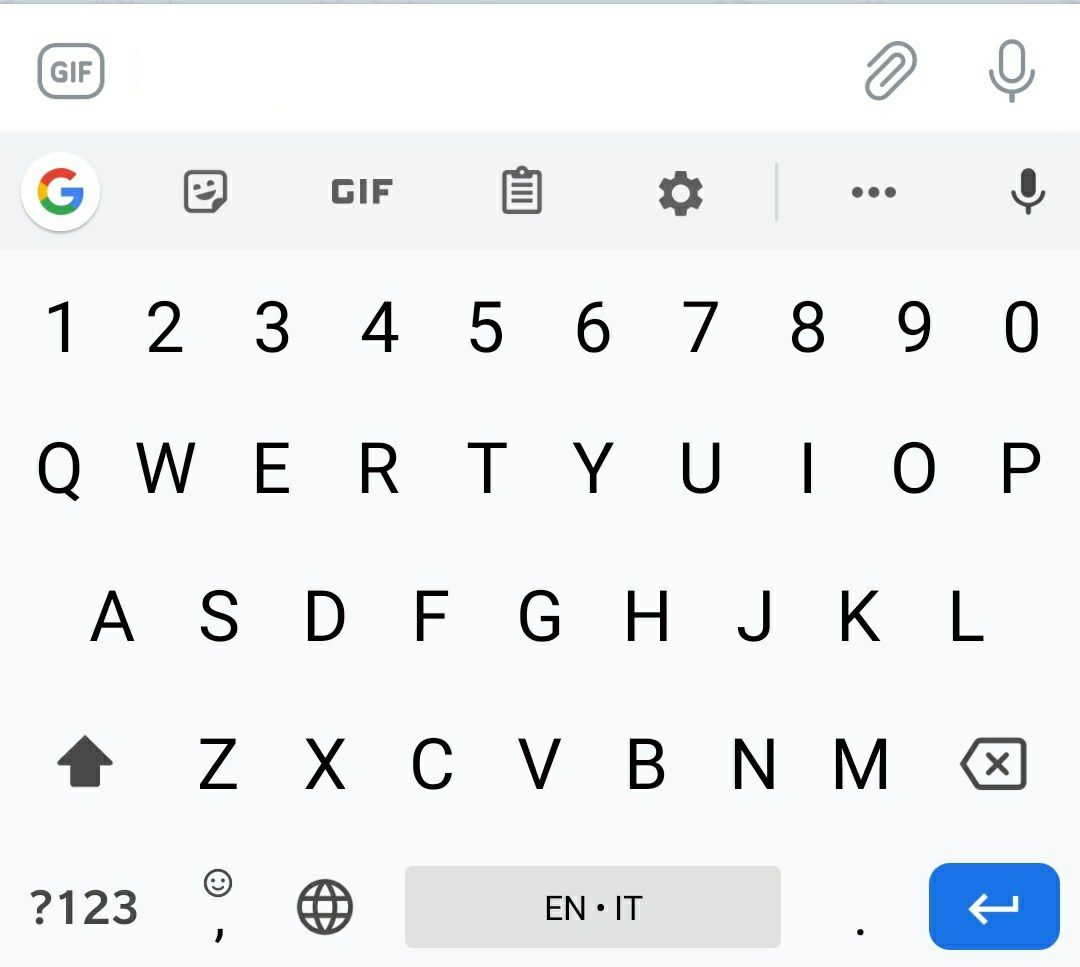 GIF
G GIF
1 2 3 4 5 6 7 8 9 0
Q W E R T Y U I O P
A S D F G H J K L
Z X C V B N M
?123 , EN • IT .